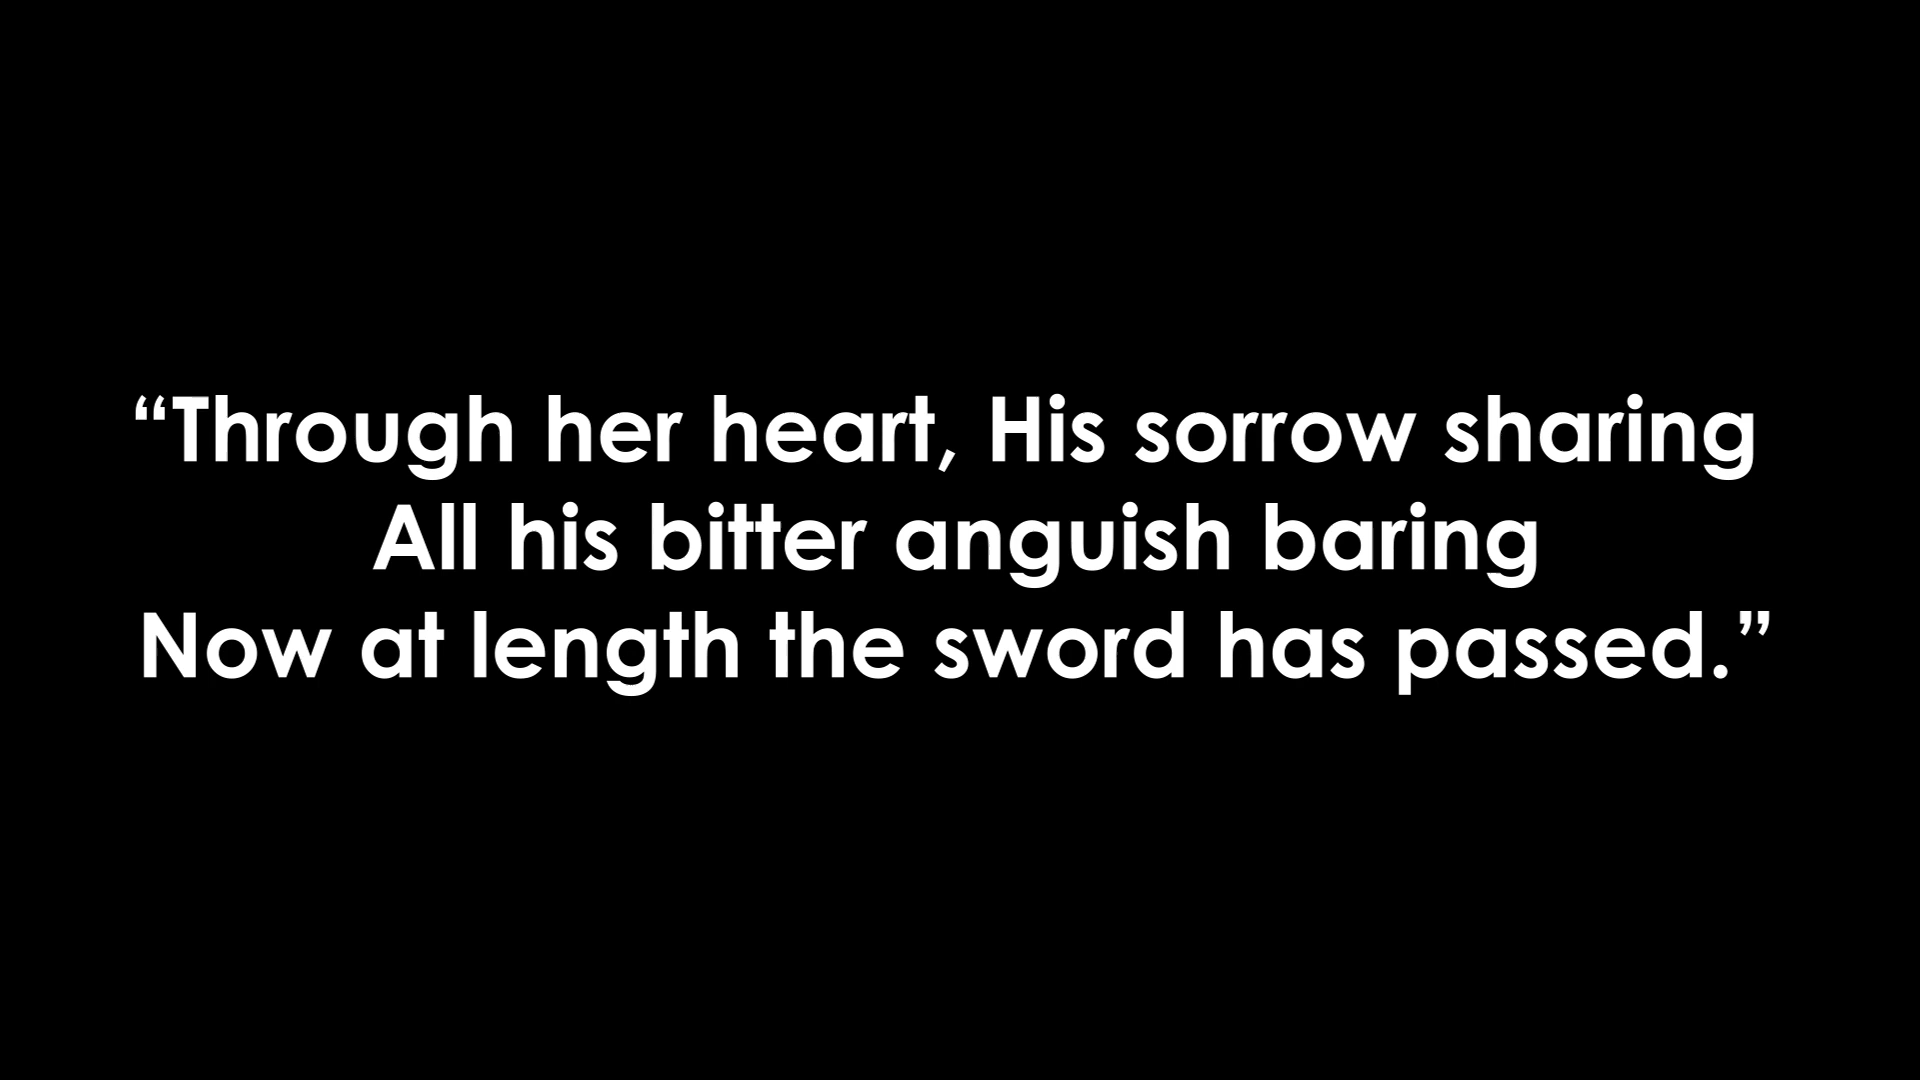 “Through her heart, His sorrow sharing
All his bitter anguish baring
Now at length the sword has passed.”